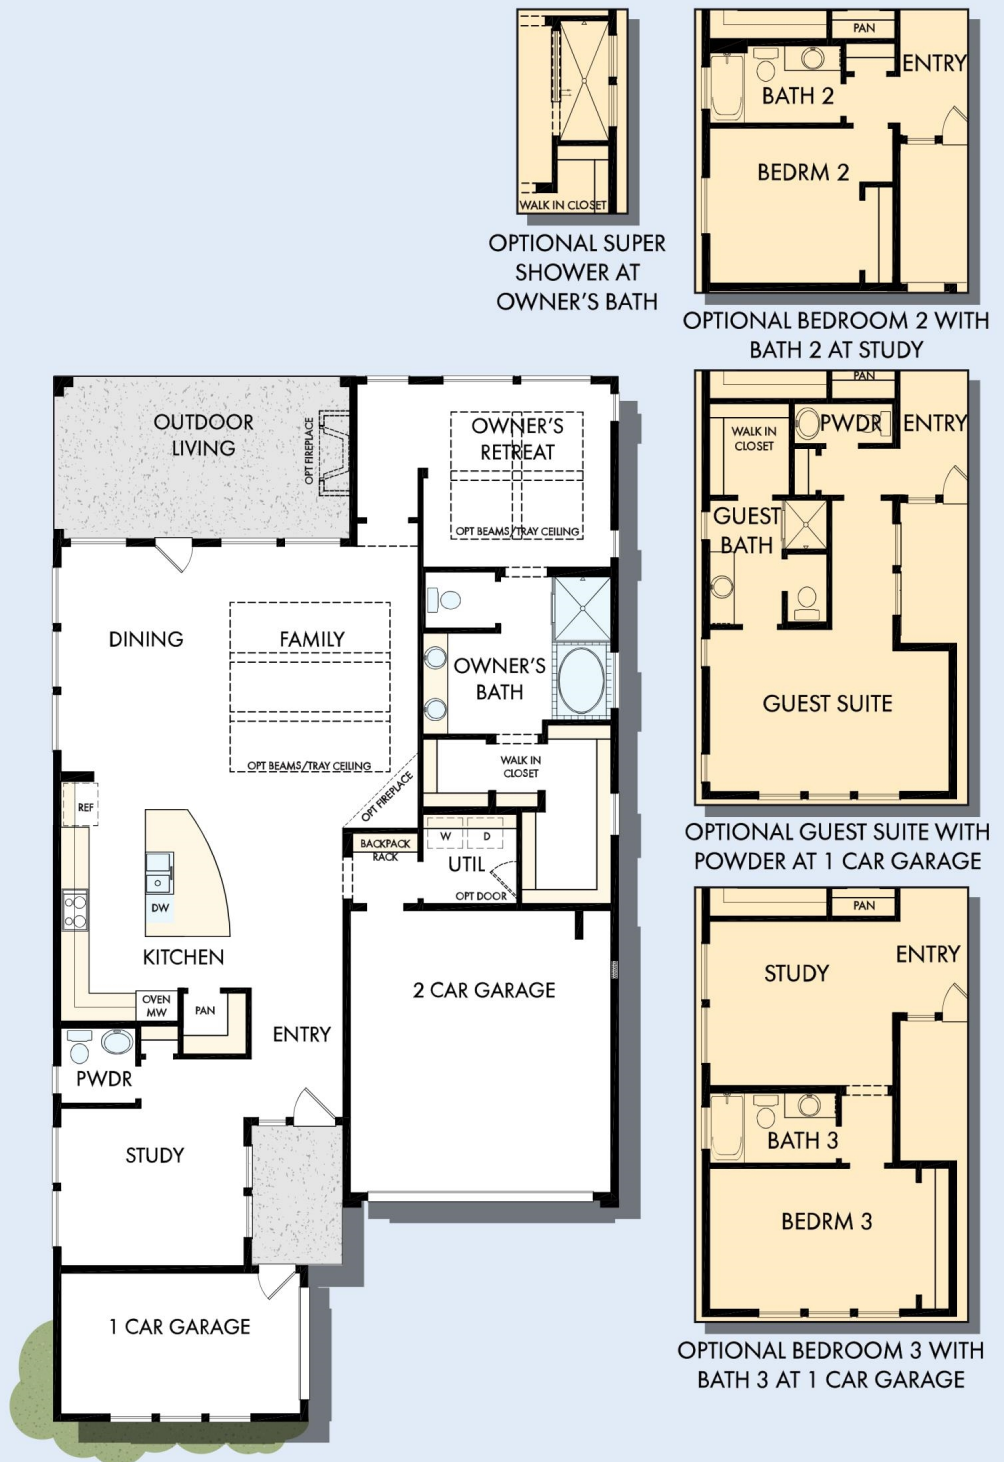 WALK IN CLOSET
OPTIONAL SUPER
SHOWER AT
OWNER'S BATH
PAN
ENTRY
BATH 2
BEDRM 2
OPTIONAL BEDROOM 2 WITH
BATH 2 AT STUDY
OUTDOOR
LIVING
OPT FIREPLACE
OWNER'S
RETREAT
OPT BEAMS/TRAY CEILING
DINING
FAMILY
OPT BEAMS/TRAY CEILING
OPT FIREPLACE
OWNER'S
BATH
WALK IN
CLOSET
REF
DW
KITCHEN
OVEN
MW
PAN
BACKPACK
RACK
W
D
UTIL
OPT DOOR
2 CAR GARAGE
ENTRY
PWDR
STUDY
1 CAR GARAGE
PAN
WALK IN
CLOSET
PWDR
ENTRY
GUEST
BATH
GUEST SUITE
OPTIONAL GUEST SUITE WITH
POWDER AT 1 CAR GARAGE
PAN
STUDY
ENTRY
BATH 3
BEDRM 3
OPTIONAL BEDROOM 3 WITH
BATH 3 AT 1 CAR GARAGE